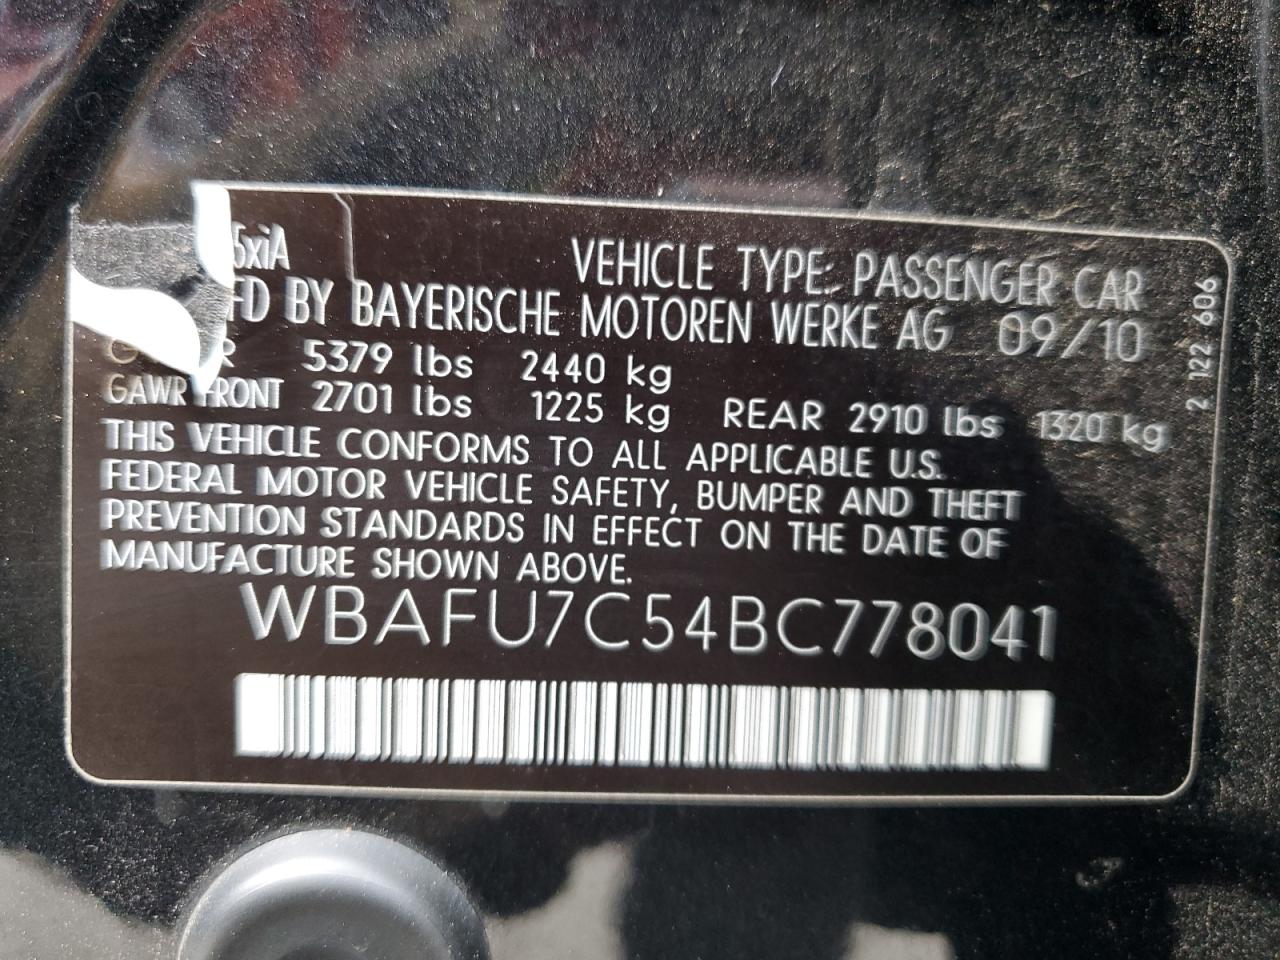 5xiA VEHICLE TYPE: PASSENGER CAR
FD BY BAYERISCHE MOTOREN WERKE AG 09/10
5379 lbs 2440 kg
GAWR FRONT 2701 lbs 1225 kg REAR 2910 lbs 1320 kg
THIS VEHICLE CONFORMS TO ALL APPLICABLE U.S.
FEDERAL MOTOR VEHICLE SAFETY, BUMPER AND THEFT
PREVENTION STANDARDS IN EFFECT ON THE DATE OF
MANUFACTURE SHOWN ABOVE.
WBAFU7C54BC778041
2 122 606